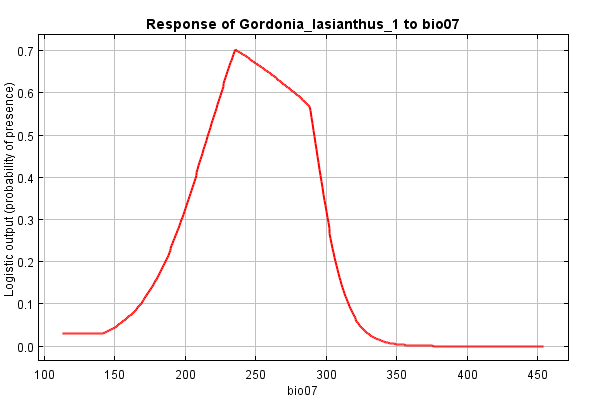 Response of Gordonia_lasianthus_1 to bio07
Logistic output (probability of presence)
0.7
0.6
0.5
0.4
0.3
0.2
0.1
0.0
100 150 200 250 300 350 400 450
bio07